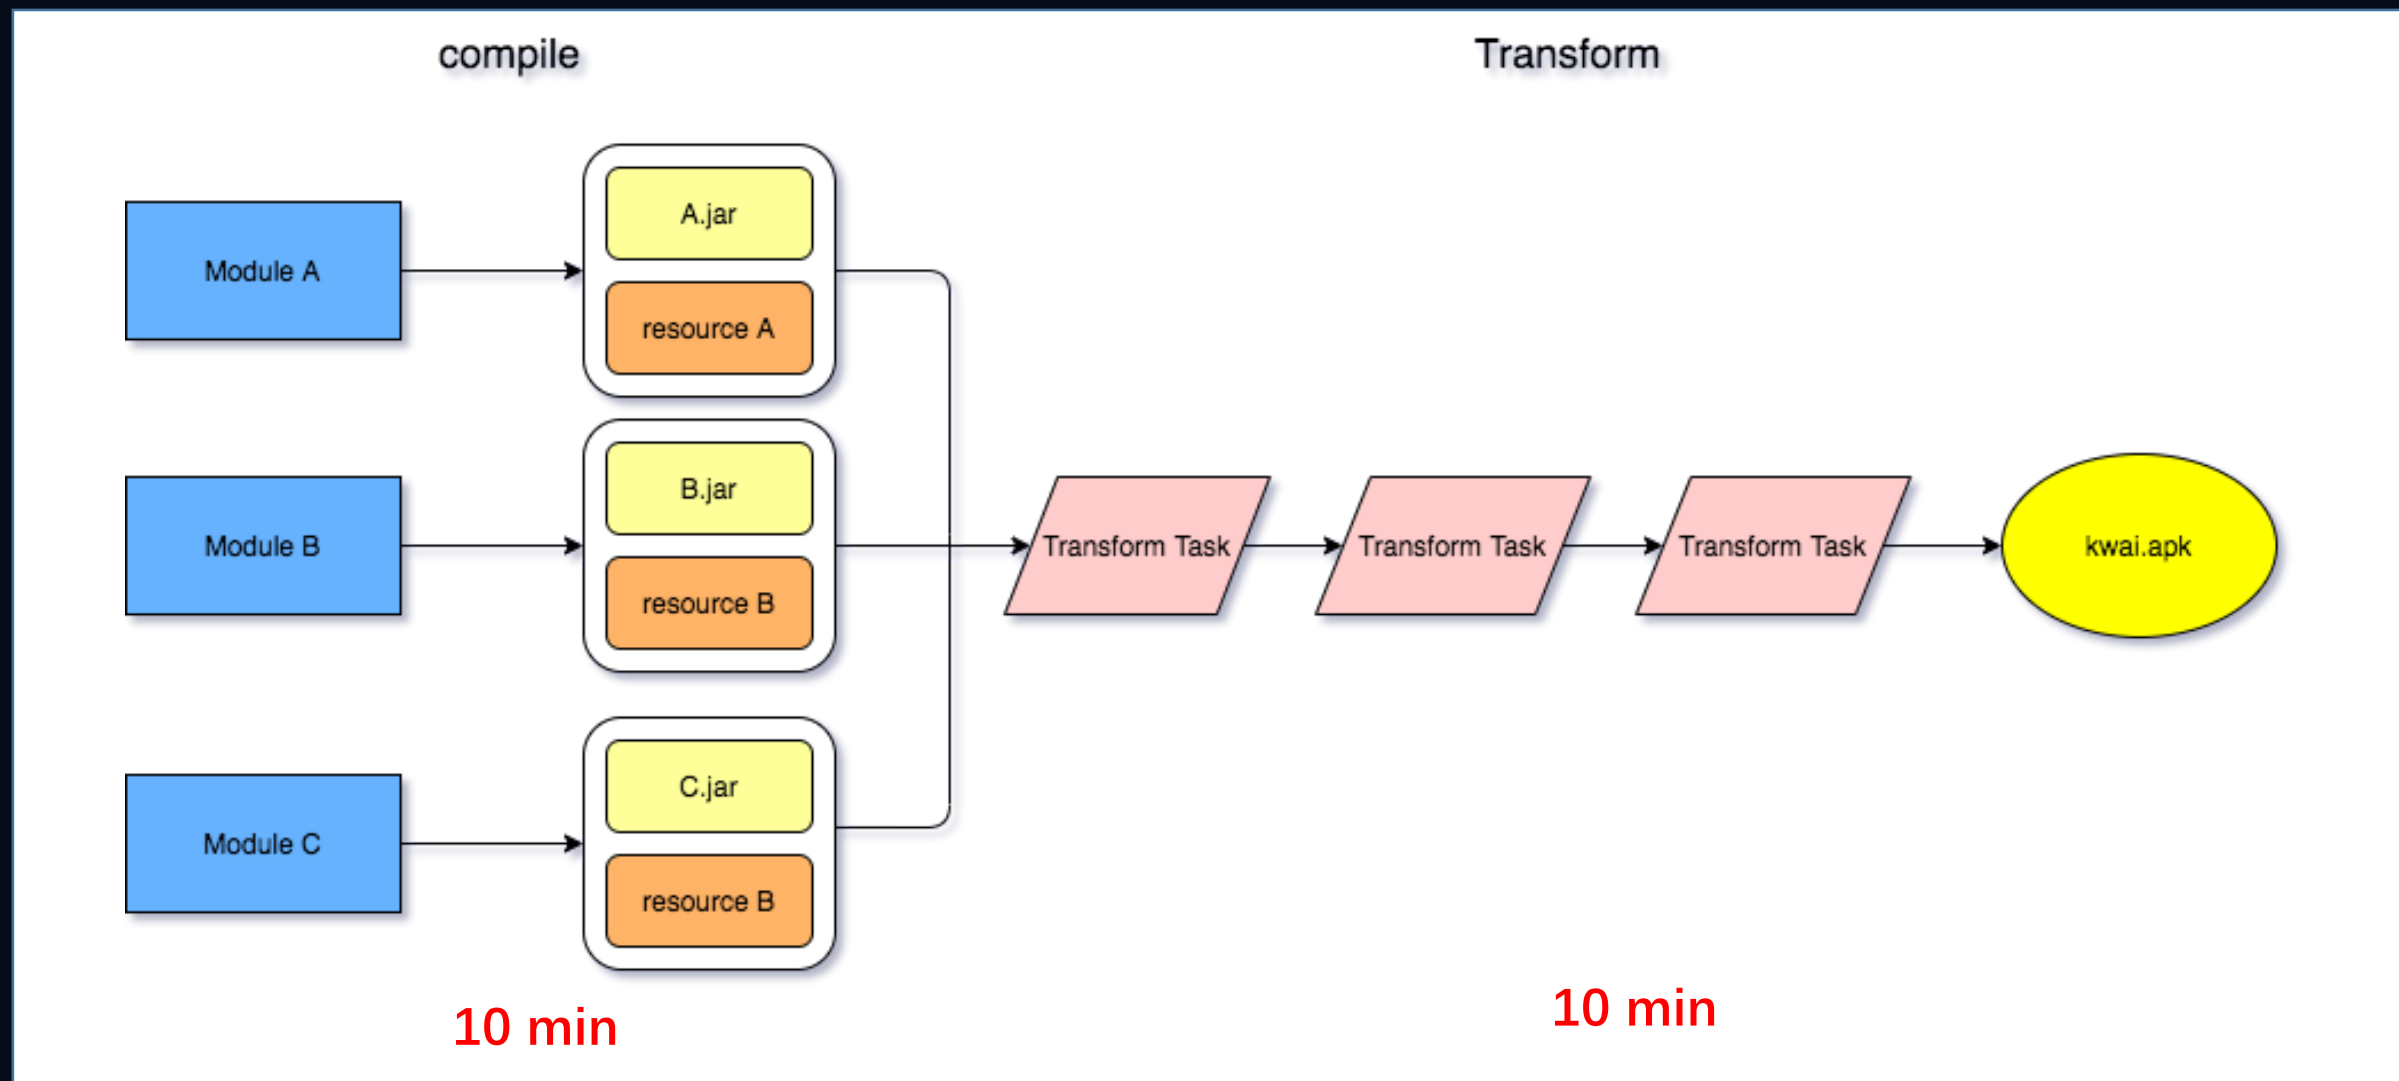 compile
Transform
Module A
A.jar
resource A
Module B
B.jar
resource B
Transform Task
Transform Task
Transform Task
kwai.apk
Module C
C.jar
resource B
10 min
10 min